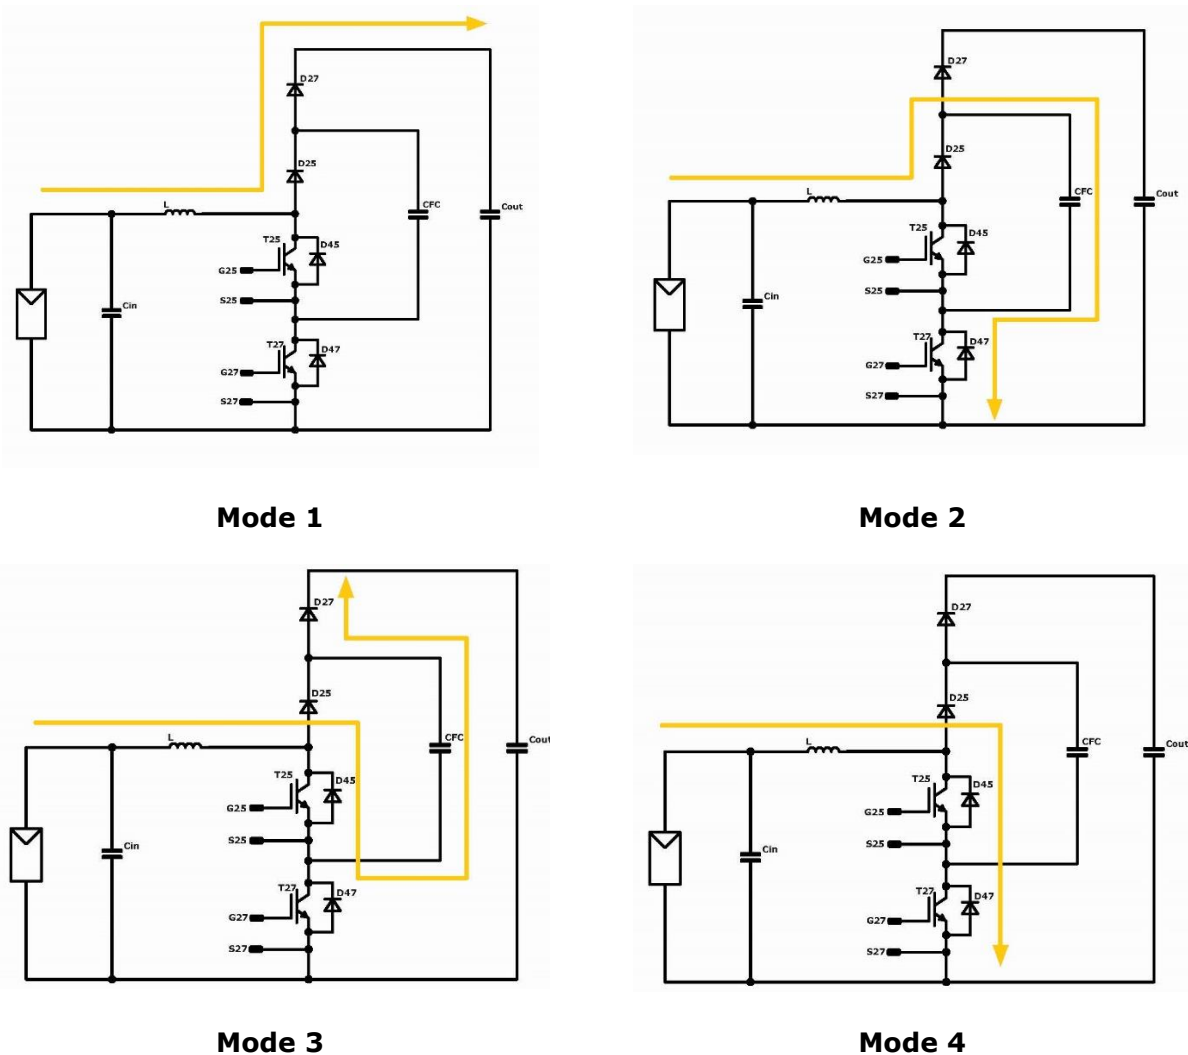 D27
D25
L
CFC
Cout
T25
D45
G25
S25
Cin
T27
D47
G27
S27
Mode 1
D27
D25
L
CFC
Cout
T25
D45
G25
S25
Cin
T27
D47
G27
S27
Mode 2
D27
D25
L
CFC
Cout
T25
D45
G25
S25
Cin
T27
D47
G27
S27
Mode 3
D27
D25
L
CFC
Cout
T25
D45
G25
S25
Cin
T27
D47
G27
S27
Mode 4